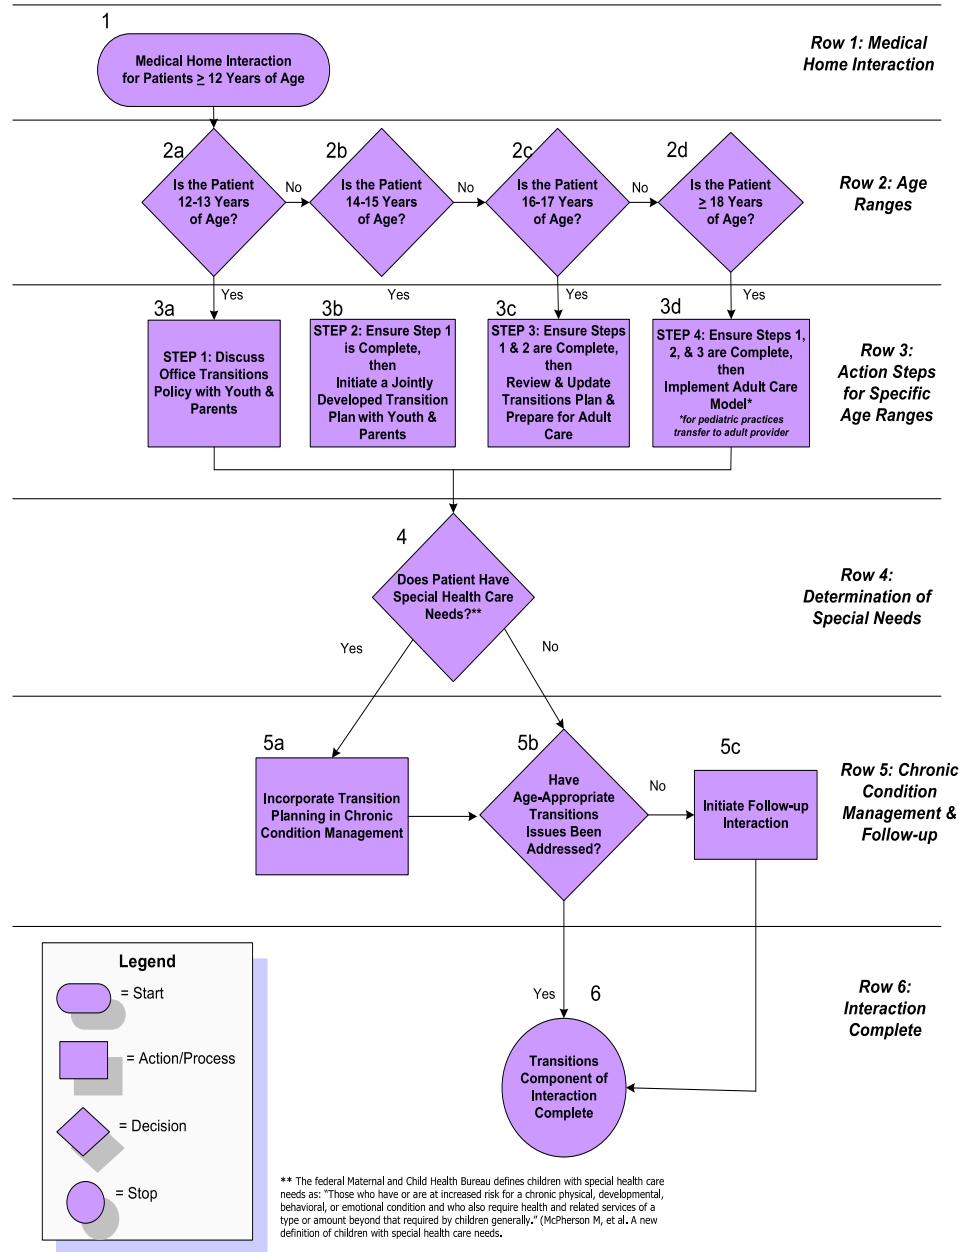 1
Medical Home Interaction
for Patients ≥ 12 Years of Age
Row 1: Medical
Home Interaction
2a
Is the Patient
12-13 Years
of Age?
No
2b
Is the Patient
14-15 Years
of Age?
No
2c
Is the Patient
16-17 Years
of Age?
No
2d
Is the Patient
≥ 18 Years
of Age?
Row 2: Age
Ranges
Yes
Yes
Yes
Yes
3a
STEP 1: Discuss
Office Transitions
Policy with Youth &
Parents
3b
STEP 2: Ensure Step 1
is Complete,
then
Initiate a Jointly
Developed Transition
Plan with Youth &
Parents
3c
STEP 3: Ensure Steps
1 & 2 are Complete,
then
Review & Update
Transitions Plan &
Prepare for Adult
Care
3d
STEP 4: Ensure Steps 1,
2, & 3 are Complete,
then
Implement Adult Care
Model*
*for pediatric practices
transfer to adult provider
Row 3:
Action Steps
for Specific
Age Ranges
4
Does Patient Have
Special Health Care
Needs?**
Yes
No
Row 4:
Determination of
Special Needs
5a
Incorporate Transition
Planning in Chronic
Condition Management
5b
Have
Age-Appropriate
Transitions
Issues Been
Addressed?
No
5c
Initiate Follow-up
Interaction
Row 5: Chronic
Condition
Management &
Follow-up
Yes
6
Transitions
Component of
Interaction
Complete
Row 6:
Interaction
Complete
Legend
= Start
= Action/Process
= Decision
= Stop
** The federal Maternal and Child Health Bureau defines children with special health care
needs as: “Those who have or are at increased risk for a chronic physical, developmental,
behavioral, or emotional condition and who also require health and related services of a
type or amount beyond that required by children generally.” (McPherson M, et al. A new
definition of children with special health care needs.